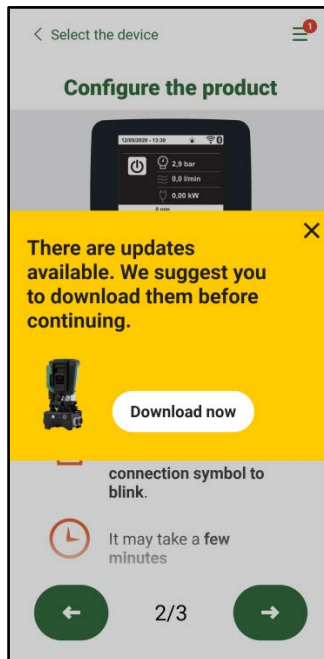 Select the device
1
Configure the product
12/05/2020 - 13:38
2,9 bar
0,0 l/min
0,00 kW
There are updates
available. We suggest you
to download them before
continuing.
Download now
connection symbol to
blink.
It may take a few
minutes
2/3